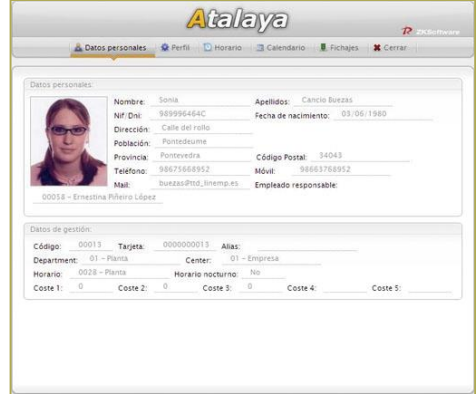 Atalaya
ZKSoftware
Datos personales Perfil Horario Calendario Fichajes Cerrar
Datos personales:
Nombre: Sonia Apellidos: Cancio Buezas
Nif/Dni: 989996464C Fecha de nacimiento: 03/06/1980
Dirección: Calle del rollo
Población: Pontedeume
Provincia: Pontevedra Código Postal: 34043
Teléfono: 98675668952 Móvil: 98663768952
Mail: buezas@ttd_linemp.es Empleado responsable:
00058 - Ernestina Piñeiro López
Datos de gestión:
Código: 00013 Tarjeta: 0000000013 Alias:
Department: 01 - Planta Center: 01 - Empresa
Horario: 0028 - Planta Horario nocturno: No
Coste 1: 0 Coste 2: 0 Coste 3: 0 Coste 4: Coste 5: